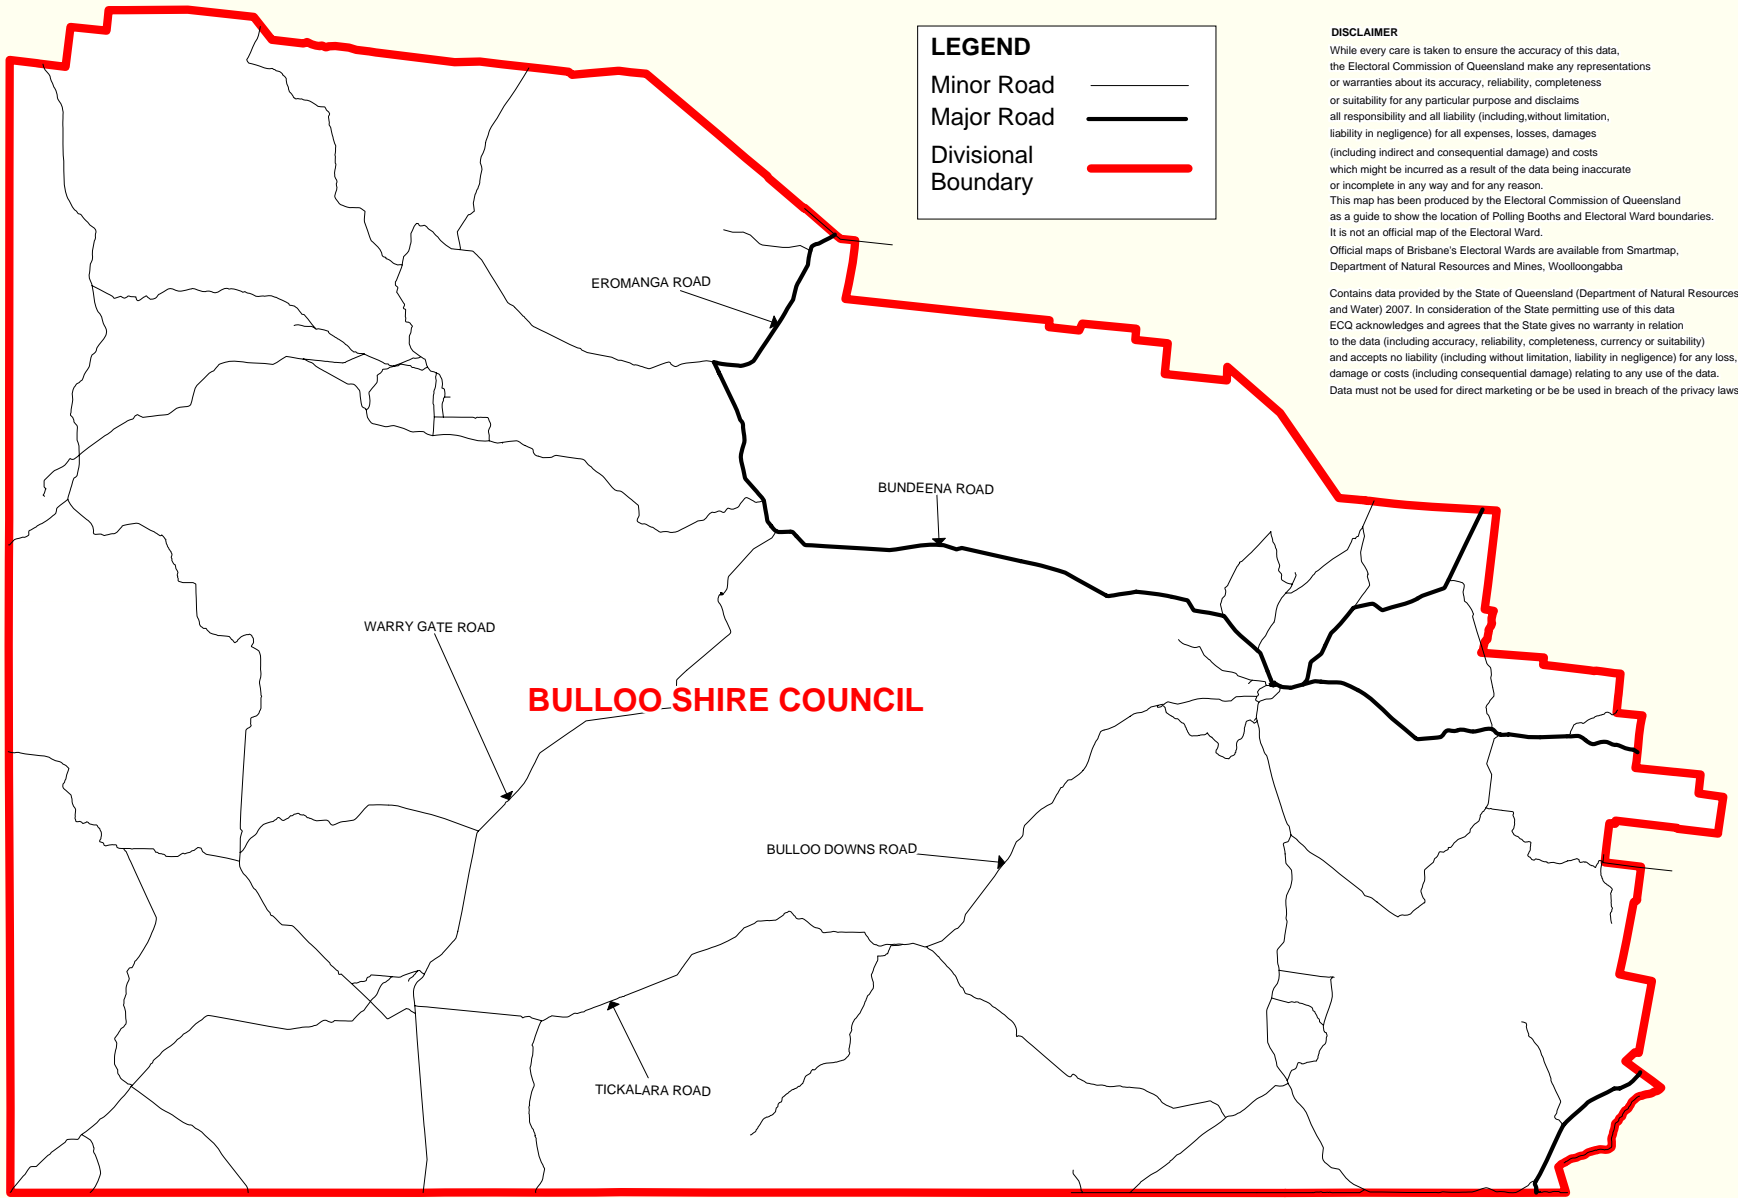 LEGEND
Minor Road
Major Road
Divisional
Boundary
DISCLAIMER
While every care is taken to ensure the accuracy of this data,
the Electoral Commission of Queensland make any representations
or warranties about its accuracy, reliability, completeness
or suitability for any particular purpose and disclaims
all responsibility and all liability (including,without limitation,
liability in negligence) for all expenses, losses, damages
(including indirect and consequential damage) and costs
which might be incurred as a result of the data being inaccurate
or incomplete in any way and for any reason.
This map has been produced by the Electoral Commission of Queensland
as a guide to show the location of Polling Booths and Electoral Ward boundaries.
It is not an official map of the Electoral Ward.
Official maps of Brisbane's Electoral Wards are available from Smartmap,
Department of Natural Resources and Mines, Woolloongabba
Contains data provided by the State of Queensland (Department of Natural Resources
and Water) 2007. In consideration of the State permitting use of this data
ECQ acknowledges and agrees that the State gives no warranty in relation
to the data (including accuracy, reliability, completeness, currency or suitability)
and accepts no liability (including without limitation, liability in negligence) for any loss,
damage or costs (including consequential damage) relating to any use of the data.
Data must not be used for direct marketing or be be used in breach of the privacy laws
EROMANGA ROAD
BUNDEENA ROAD
WARRY GATE ROAD
BULLOO SHIRE COUNCIL
BULLOO DOWNS ROAD
TICKALARA ROAD